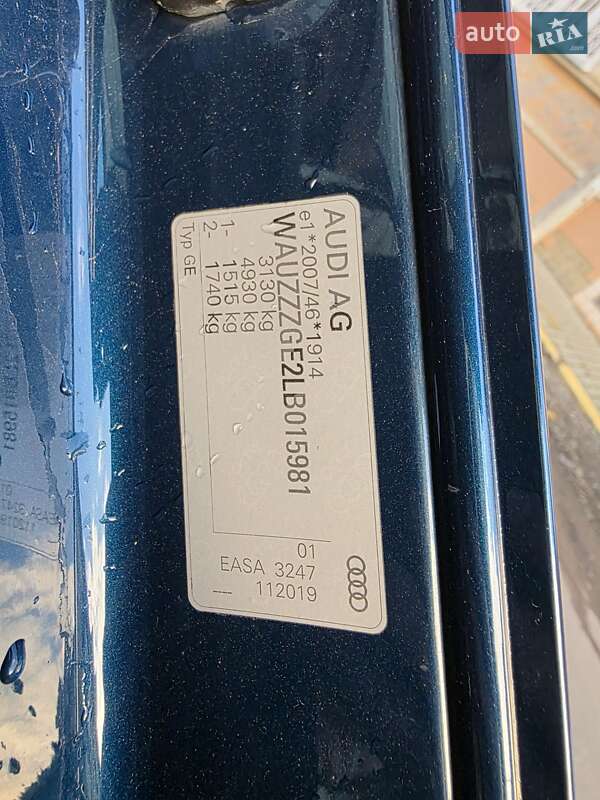 auto RIA .com
AUDI AG
e1*2007/46*1914
WAUZZZGE2LB015981
3130 kg
4930 kg
1- 1515 kg
2- 1740 kg
Typ GE
01
EASA 3247
---- 112019